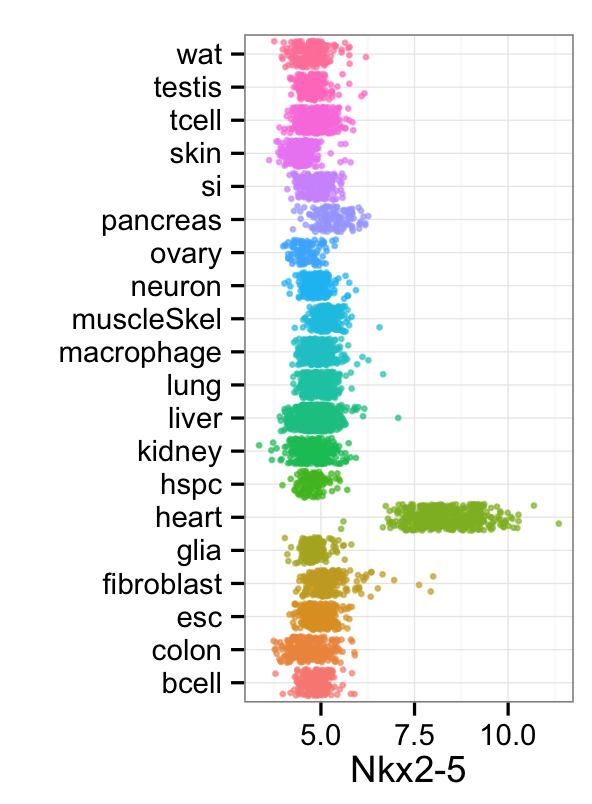 wat
testis
tcell
skin
si
pancreas
ovary
neuron
muscleSkel
macrophage
lung
liver
kidney
hspc
heart
glia
fibroblast
esc
colon
bcell
5.0 7.5 10.0
Nkx2-5